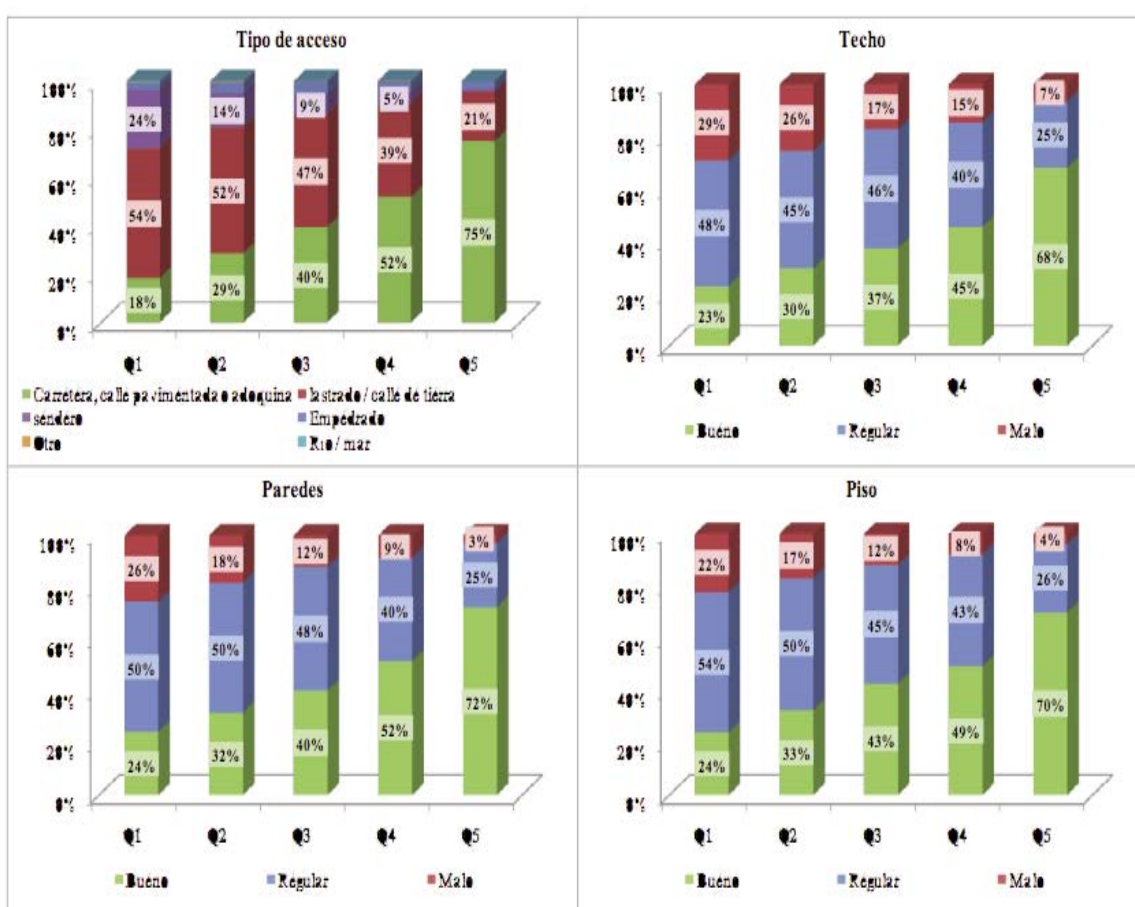 Tipo de acceso
100%
80%
60%
40%
20%
0%
24% 14% 9% 5% 21%
54% 52% 47% 39% 75%
18% 29% 40% 52%
Q1 Q2 Q3 Q4 Q5
Carretera, calle pavimentada o adoquina lastrado / calle de tierra
sendero Empedrado
Otro Río / mar
Techo
100%
80%
60%
40%
20%
0%
29% 26% 17% 15% 7%
48% 45% 46% 40% 25%
23% 30% 37% 45% 68%
Q1 Q2 Q3 Q4 Q5
Bueno Regular Malo
Paredes
100%
80%
60%
40%
20%
0%
26% 18% 12% 9% 3%
50% 50% 48% 40% 25%
24% 32% 40% 52% 72%
Q1 Q2 Q3 Q4 Q5
Bueno Regular Malo
Piso
100%
80%
60%
40%
20%
0%
22% 17% 12% 8% 4%
54% 50% 45% 43% 26%
24% 33% 43% 49% 70%
Q1 Q2 Q3 Q4 Q5
Bueno Regular Malo